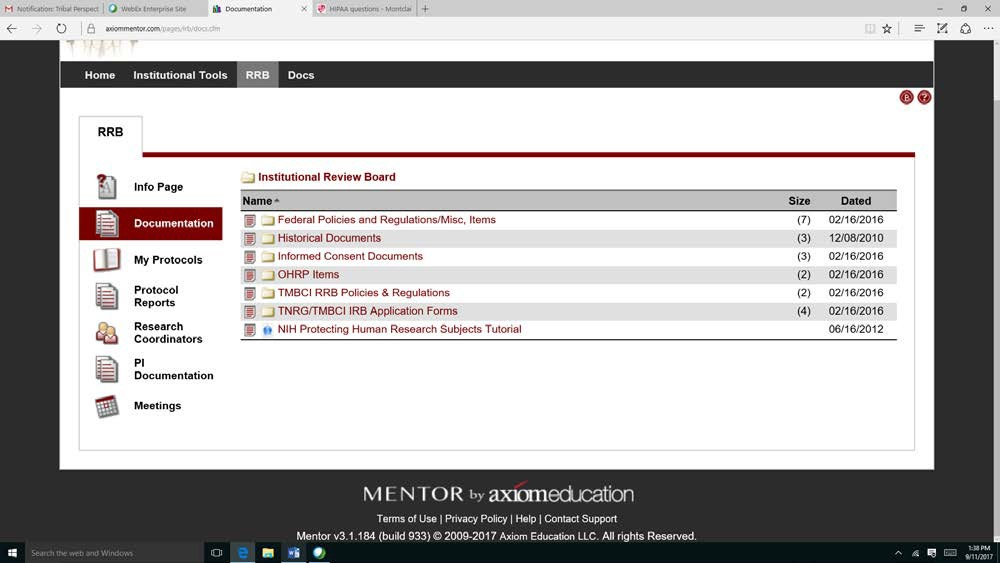 Notification: Tribal Perspect
WebEx Enterprise Site
Documentation
HIPAA questions - Montclai
axiommentor.com/pages/irb/docs.cfm
Home
Institutional Tools
RRB
Docs
B
?
RRB
Info Page
Documentation
My Protocols
Protocol
Reports
Research
Coordinators
PI
Documentation
Meetings
Institutional Review Board
Name Size Dated
Federal Policies and Regulations/Misc, Items (7) 02/16/2016
Historical Documents (3) 12/08/2010
Informed Consent Documents (3) 02/16/2016
OHRP Items (2) 02/16/2016
TMBCI RRB Policies & Regulations (2) 02/16/2016
TNRG/TMBCI IRB Application Forms (4) 02/16/2016
NIH Protecting Human Research Subjects Tutorial 06/16/2012
MENTOR by axiomeducation
Terms of Use | Privacy Policy | Help | Contact Support
Mentor v3.1.184 (build 933) © 2009-2017 Axiom Education LLC. All rights Reserved.
Search the web and Windows
1:38 PM
9/11/2017